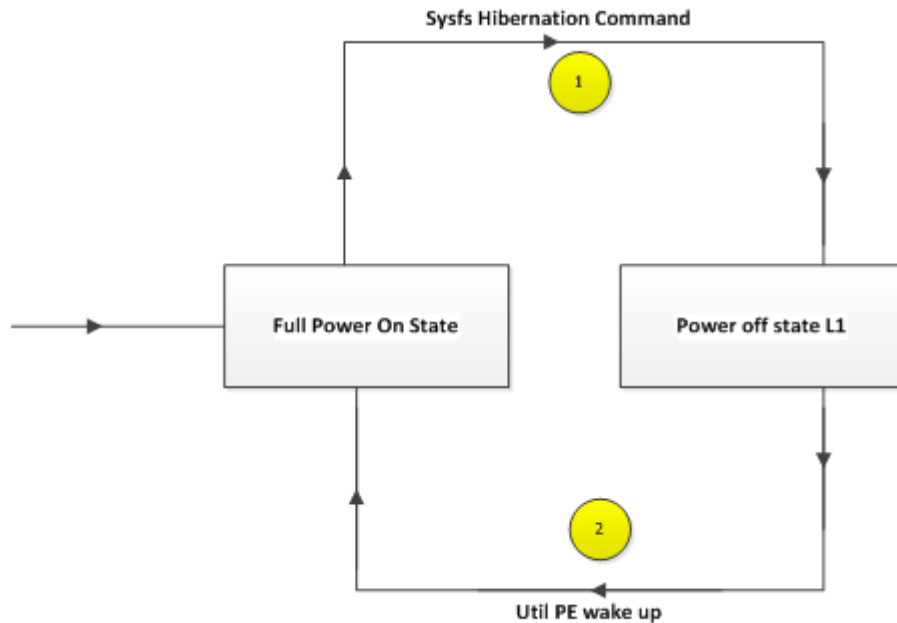 Sysfs Hibernation Command
1
Full Power On State
Power off state L1
2
Util PE wake up